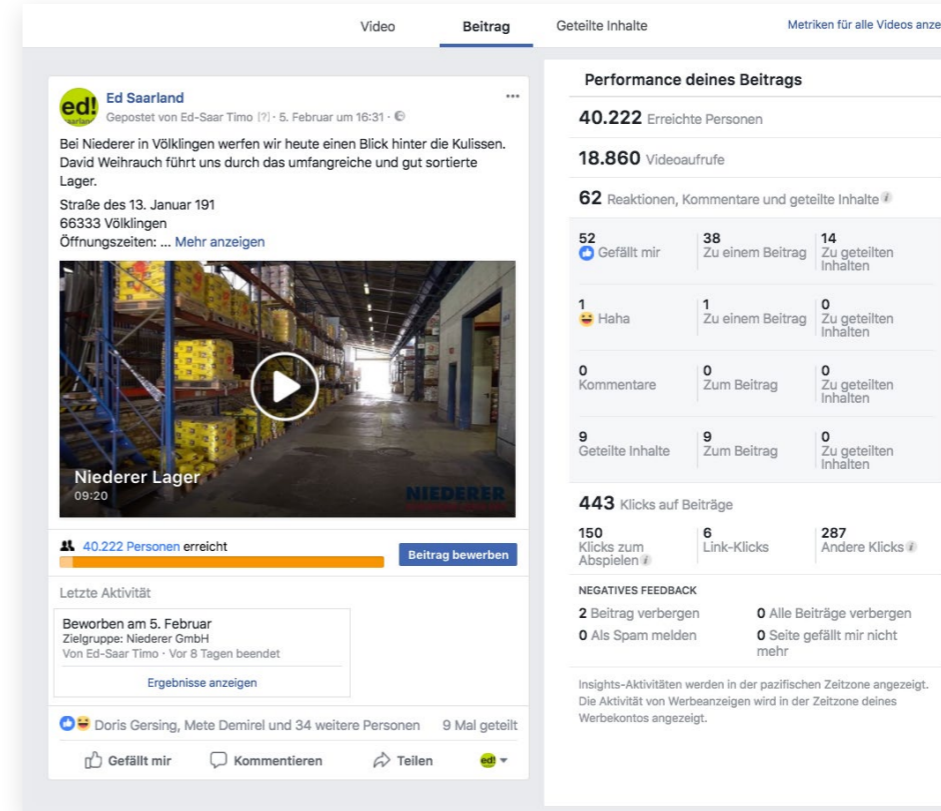 Video Beitrag Geteilte Inhalte Metriken für alle Videos anze
ed! Ed Saarland
saarland
Gepostet von Ed-Saar Timo [?] · 5. Februar um 16:31 ·
Bei Niederer in Völklingen werfen wir heute einen Blick hinter die Kulissen.
David Weihrauch führt uns durch das umfangreiche und gut sortierte
Lager.
Straße des 13. Januar 191
66333 Völklingen
Öffnungszeiten: ... Mehr anzeigen
Niederer Lager
09:20
NIEDERER
40.222 Personen erreicht
Beitrag bewerben
Letzte Aktivität
Beworben am 5. Februar
Zielgruppe: Niederer GmbH
Von Ed-Saar Timo · Vor 8 Tagen beendet
Ergebnisse anzeigen
Doris Gersing, Mete Demirel und 34 weitere Personen 9 Mal geteilt
Gefällt mir Kommentieren Teilen ed!
Performance deines Beitrags
40.222 Erreichte Personen
18.860 Videoaufrufe
62 Reaktionen, Kommentare und geteilte Inhalte i
52 38 14
Gefällt mir Zu einem Beitrag Zu geteilten
Inhalten
1 1 0
Haha Zu einem Beitrag Zu geteilten
Inhalten
0 0 0
Kommentare Zum Beitrag Zu geteilten
Inhalten
9 9 0
Geteilte Inhalte Zum Beitrag Zu geteilten
Inhalten
443 Klicks auf Beiträge
150 6 287
Klicks zum Link-Klicks Andere Klicks i
Abspielen i
NEGATIVES FEEDBACK
2 Beitrag verbergen 0 Alle Beiträge verbergen
0 Als Spam melden 0 Seite gefällt mir nicht
mehr
Insights-Aktivitäten werden in der pazifischen Zeitzone angezeigt.
Die Aktivität von Werbeanzeigen wird in der Zeitzone deines
Werbekontos angezeigt.